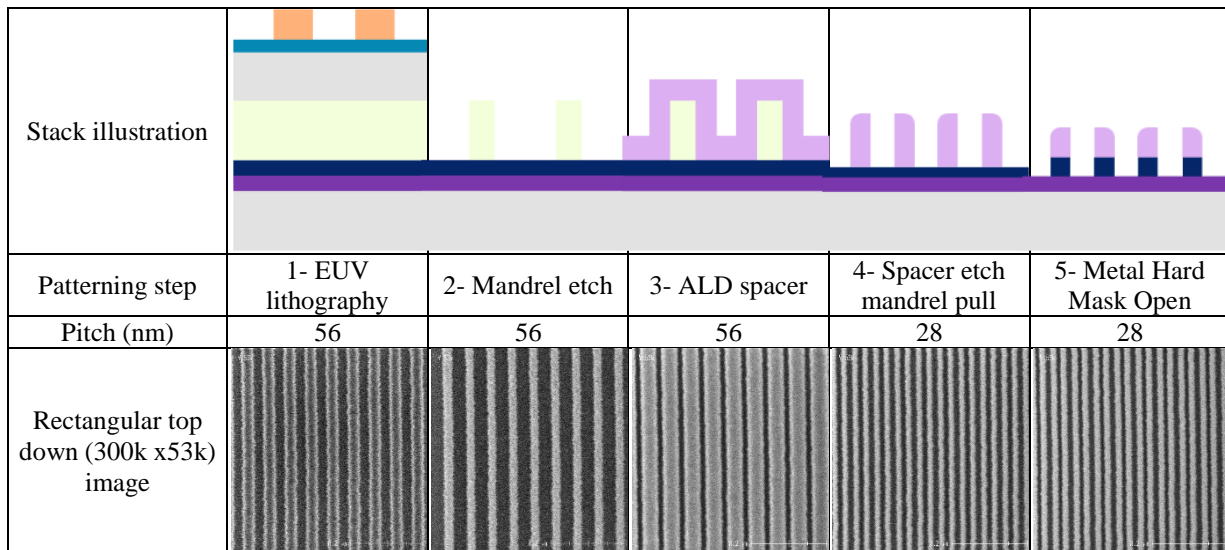 Stack illustration
Patterning step
1- EUV
lithography
2- Mandrel etch
3- ALD spacer
4- Spacer etch
mandrel pull
5- Metal Hard
Mask Open
Pitch (nm)
56
56
56
28
28
Rectangular top
down (300k x53k)
image